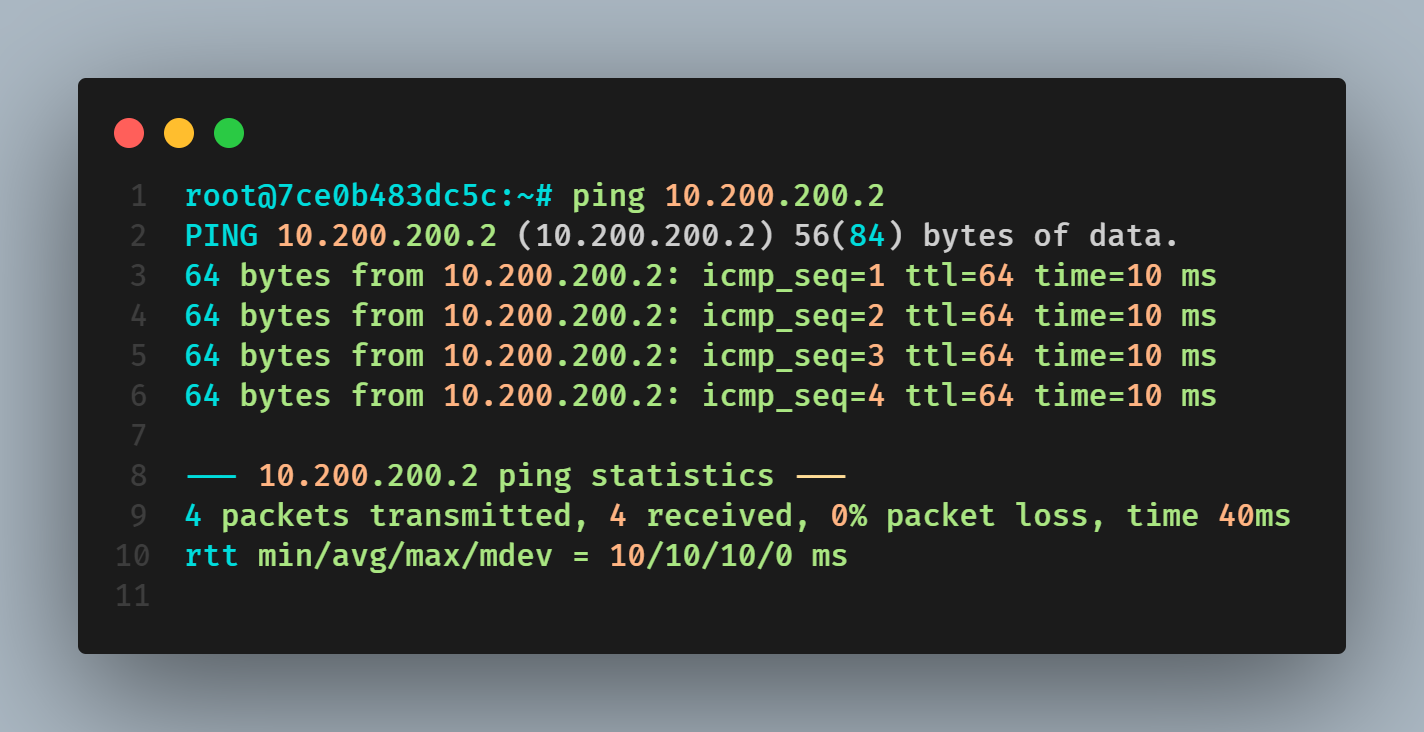 1 root@7ce0b483dc5c:~# ping 10.200.200.2
2 PING 10.200.200.2 (10.200.200.2) 56(84) bytes of data.
3 64 bytes from 10.200.200.2: icmp_seq=1 ttl=64 time=10 ms
4 64 bytes from 10.200.200.2: icmp_seq=2 ttl=64 time=10 ms
5 64 bytes from 10.200.200.2: icmp_seq=3 ttl=64 time=10 ms
6 64 bytes from 10.200.200.2: icmp_seq=4 ttl=64 time=10 ms
7
8 --- 10.200.200.2 ping statistics ---
9 4 packets transmitted, 4 received, 0% packet loss, time 40ms
10 rtt min/avg/max/mdev = 10/10/10/0 ms
11